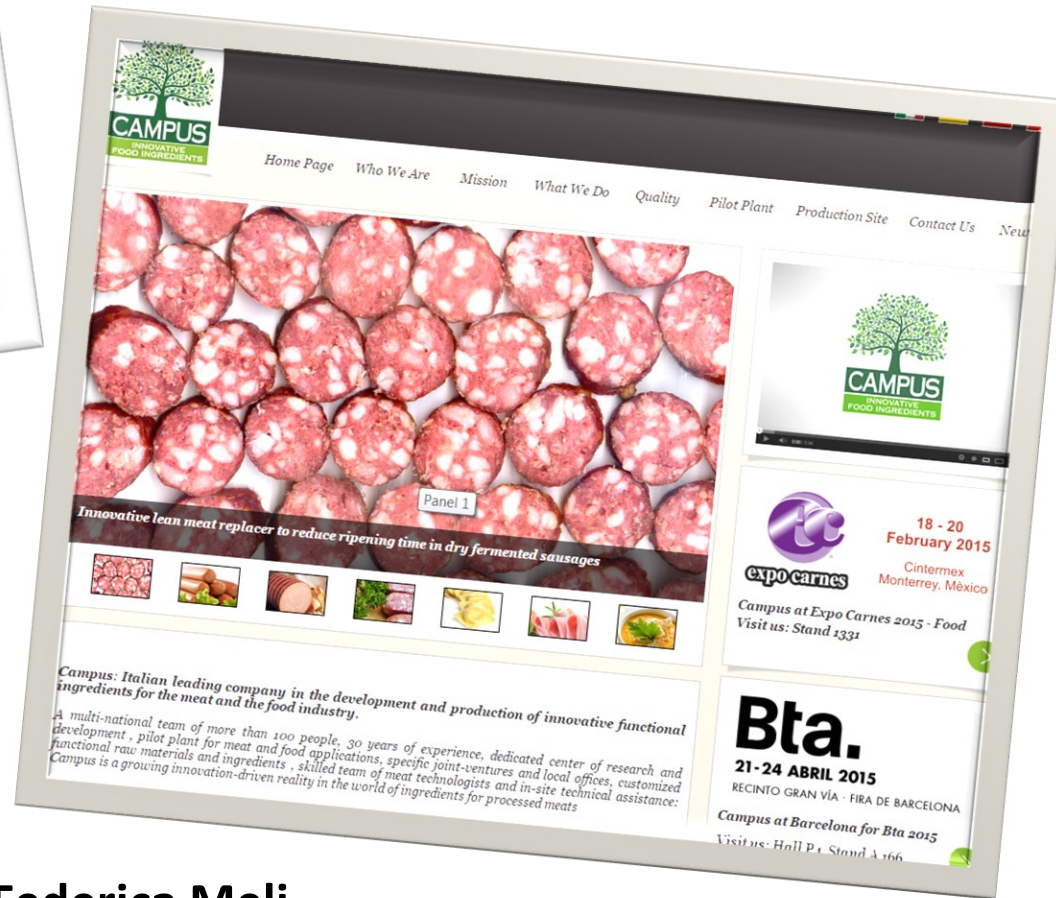 CAMPUS
INNOVATIVE
FOOD INGREDIENTS
Home Page Who We Are Mission What We Do Quality Pilot Plant Production Site Contact Us New
Panel 1
Innovative lean meat replacer to reduce ripening time in dry fermented sausages
Campus: Italian leading company in the development and production of innovative functional
ingredients for the meat and the food industry.
A multi-national team of more than 100 people, 30 years of experience, dedicated center of research and
development , pilot plant for meat and food applications, specific joint-ventures and local offices, customized
functional raw materials and ingredients , skilled team of meat technologists and in-site technical assistance:
Campus is a growing innovation-driven reality in the world of ingredients for processed meats
CAMPUS
INNOVATIVE
FOOD INGREDIENTS
expo carnes
18 - 20
February 2015
Cintermex
Monterrey, Mèxico
Campus at Expo Carnes 2015 - Food
Visit us: Stand 1331
Bta.
21-24 ABRIL 2015
RECINTO GRAN VÍA · FIRA DE BARCELONA
Campus at Barcelona for Bta 2015
Visit us: Hall P.1, Stand A 166